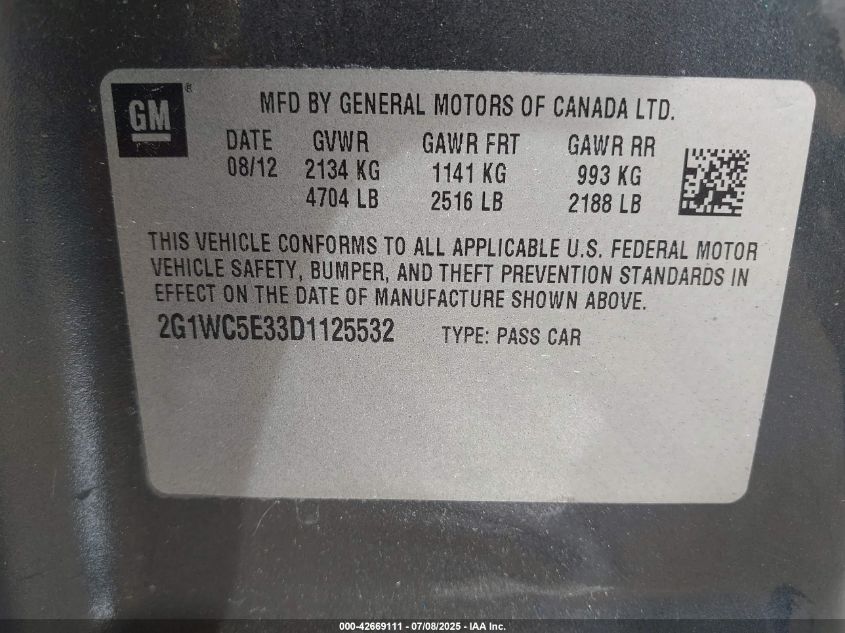 GM ®
MFD BY GENERAL MOTORS OF CANADA LTD.
DATE GVWR GAWR FRT GAWR RR
08/12 2134 KG 1141 KG 993 KG
4704 LB 2516 LB 2188 LB
THIS VEHICLE CONFORMS TO ALL APPLICABLE U.S. FEDERAL MOTOR
VEHICLE SAFETY, BUMPER, AND THEFT PREVENTION STANDARDS IN
EFFECT ON THE DATE OF MANUFACTURE SHOWN ABOVE.
2G1WC5E33D1125532 TYPE: PASS CAR
000-42669111 - 07/08/2025 - IAA Inc.